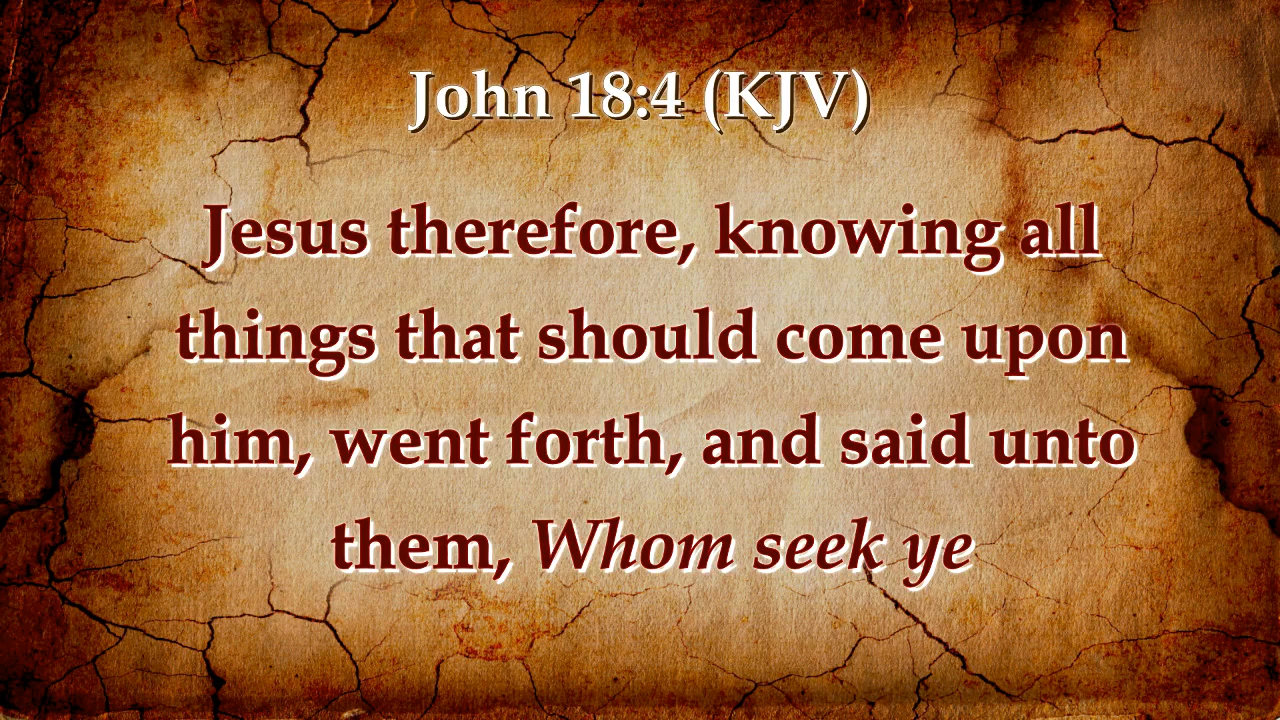 John 18:4 (KJV)
Jesus therefore, knowing all
things that should come upon
him, went forth, and said unto
them, Whom seek ye